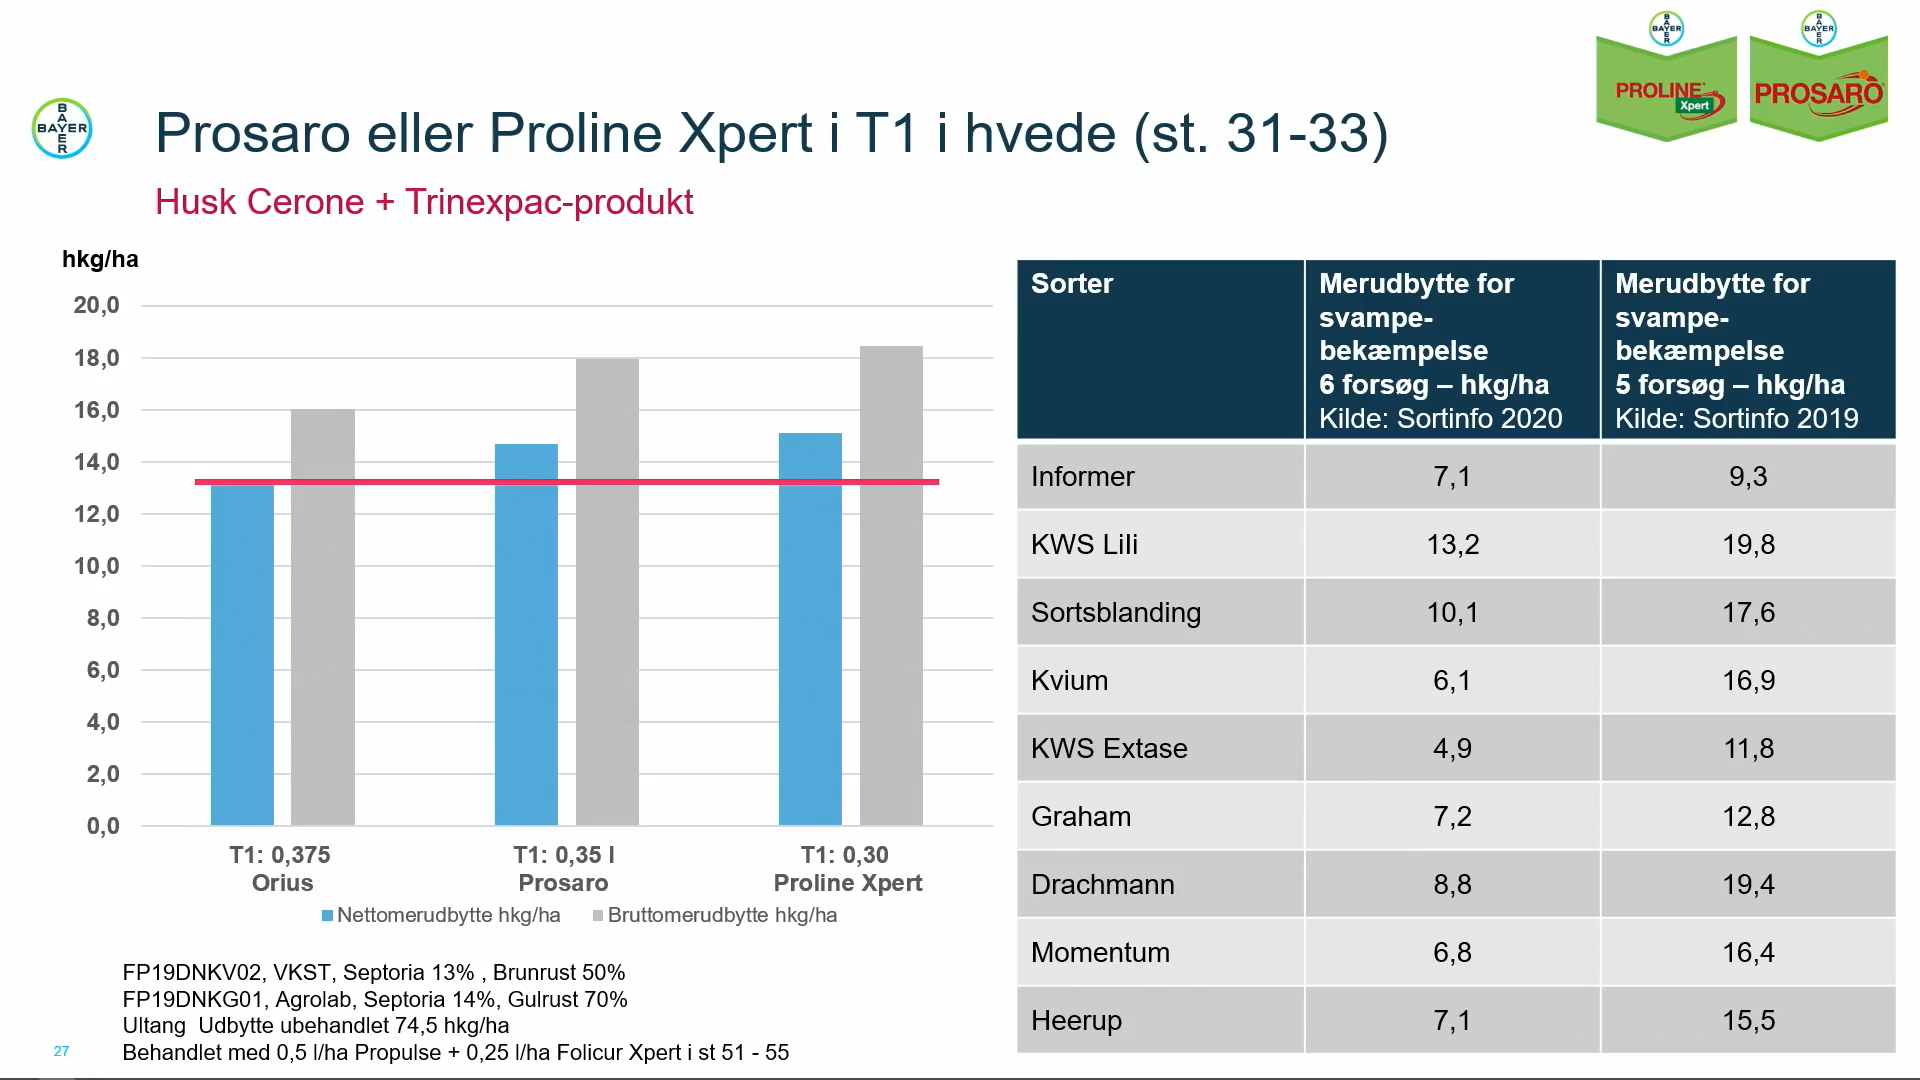 BAYER
BAYER
PROLINE
Xpert
BAYER
BAYER
PROSARO
BAYER
BAYER
Prosaro eller Proline Xpert i T1 i hvede (st. 31-33)
Husk Cerone + Trinexpac-produkt
hkg/ha
20,0
18,0
16,0
14,0
12,0
10,0
8,0
6,0
4,0
2,0
0,0
T1: 0,375
Orius
T1: 0,35 l
Prosaro
T1: 0,30
Proline Xpert
Nettomerudbytte hkg/ha Bruttomerudbytte hkg/ha
FP19DNKV02, VKST, Septoria 13% , Brunrust 50%
FP19DNKG01, Agrolab, Septoria 14%, Gulrust 70%
Ultang  Udbytte ubehandlet 74,5 hkg/ha
Behandlet med 0,5 l/ha Propulse + 0,25 l/ha Folicur Xpert i st 51 - 55
27
Sorter
Merudbytte for
svampe-
bekæmpelse
6 forsøg – hkg/ha
Kilde: Sortinfo 2020
Merudbytte for
svampe-
bekæmpelse
5 forsøg – hkg/ha
Kilde: Sortinfo 2019
Informer 7,1 9,3
KWS Lili 13,2 19,8
Sortsblanding 10,1 17,6
Kvium 6,1 16,9
KWS Extase 4,9 11,8
Graham 7,2 12,8
Drachmann 8,8 19,4
Momentum 6,8 16,4
Heerup 7,1 15,5